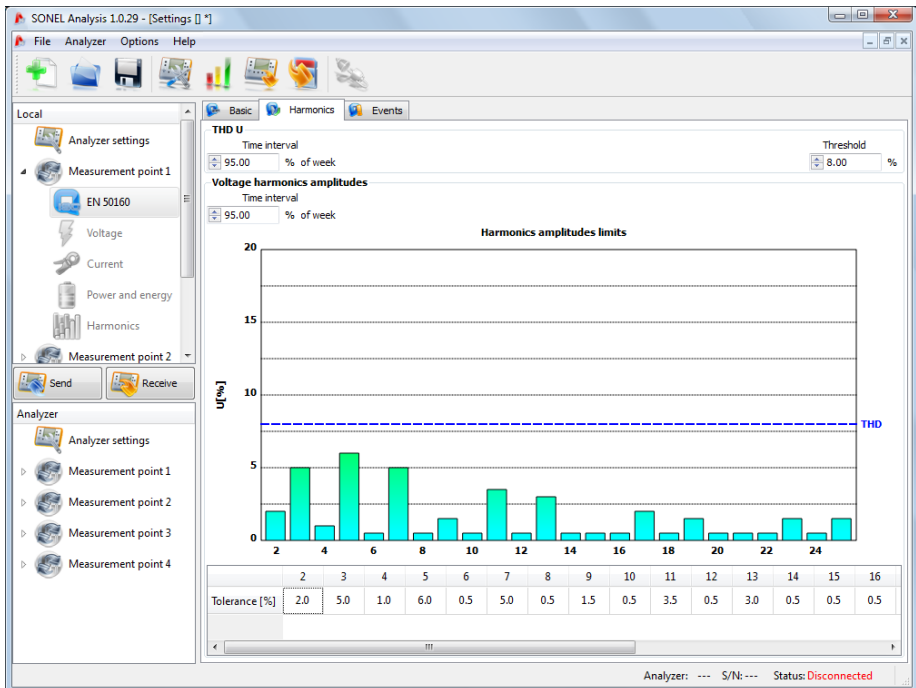 SONEL Analysis 1.0.29 - [Settings [] *]
File Analyzer Options Help
Local
Analyzer settings
Measurement point 1
EN 50160
Voltage
Current
Power and energy
Harmonics
Measurement point 2
Send Receive
Analyzer
Analyzer settings
Measurement point 1
Measurement point 2
Measurement point 3
Measurement point 4
Basic Harmonics Events
THD U
Time interval Threshold
95.00 % of week 8.00 %
Voltage harmonics amplitudes
Time interval
95.00 % of week
Harmonics amplitudes limits
20
15
10
5
0
U[%]
THD
2 4 6 8 10 12 14 16 18 20 22 24
2 3 4 5 6 7 8 9 10 11 12 13 14 15 16
Tolerance [%] 2.0 5.0 1.0 6.0 0.5 5.0 0.5 1.5 0.5 3.5 0.5 3.0 0.5 0.5 0.5
Analyzer: --- S/N: --- Status: Disconnected